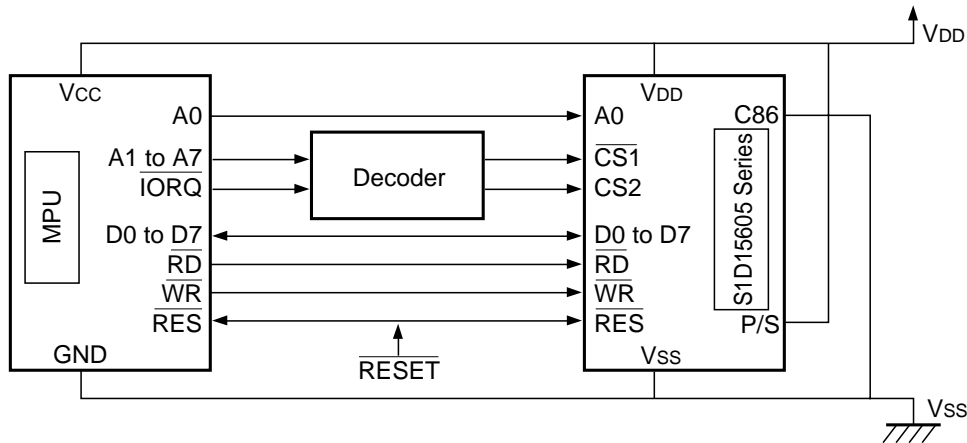 VDD
VCC
A0
A1 to A7
IORQ
D0 to D7
RD
WR
RES
GND
MPU
Decoder
RESET
VDD
A0
CS1
CS2
D0 to D7
RD
WR
RES
VSS
C86
P/S
S1D15605 Series
VSS